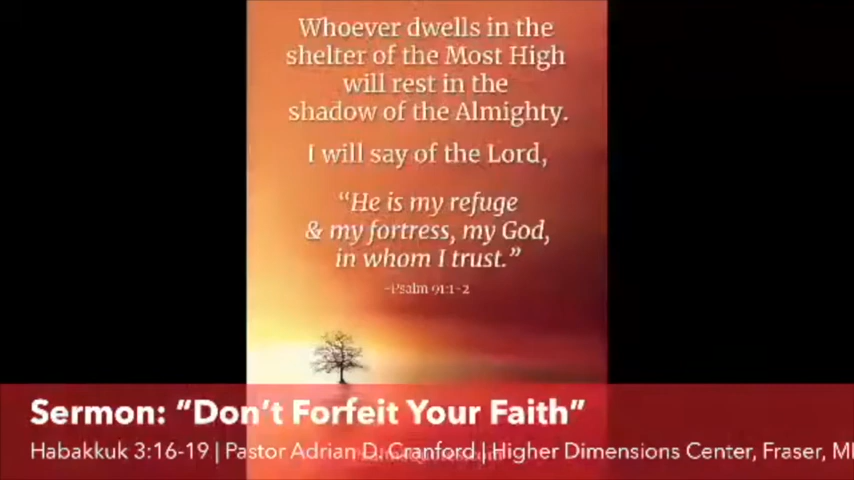 Whoever dwells in the
shelter of the Most High
will rest in the
shadow of the Almighty.
I will say of the Lord,
“He is my refuge
& my fortress, my God,
in whom I trust.”
-Psalm 91:1-2
Sermon: “Don’t Forfeit Your Faith”
Habakkuk 3:16-19 | Pastor Adrian D. Cranford | Higher Dimensions Center, Fraser, MI